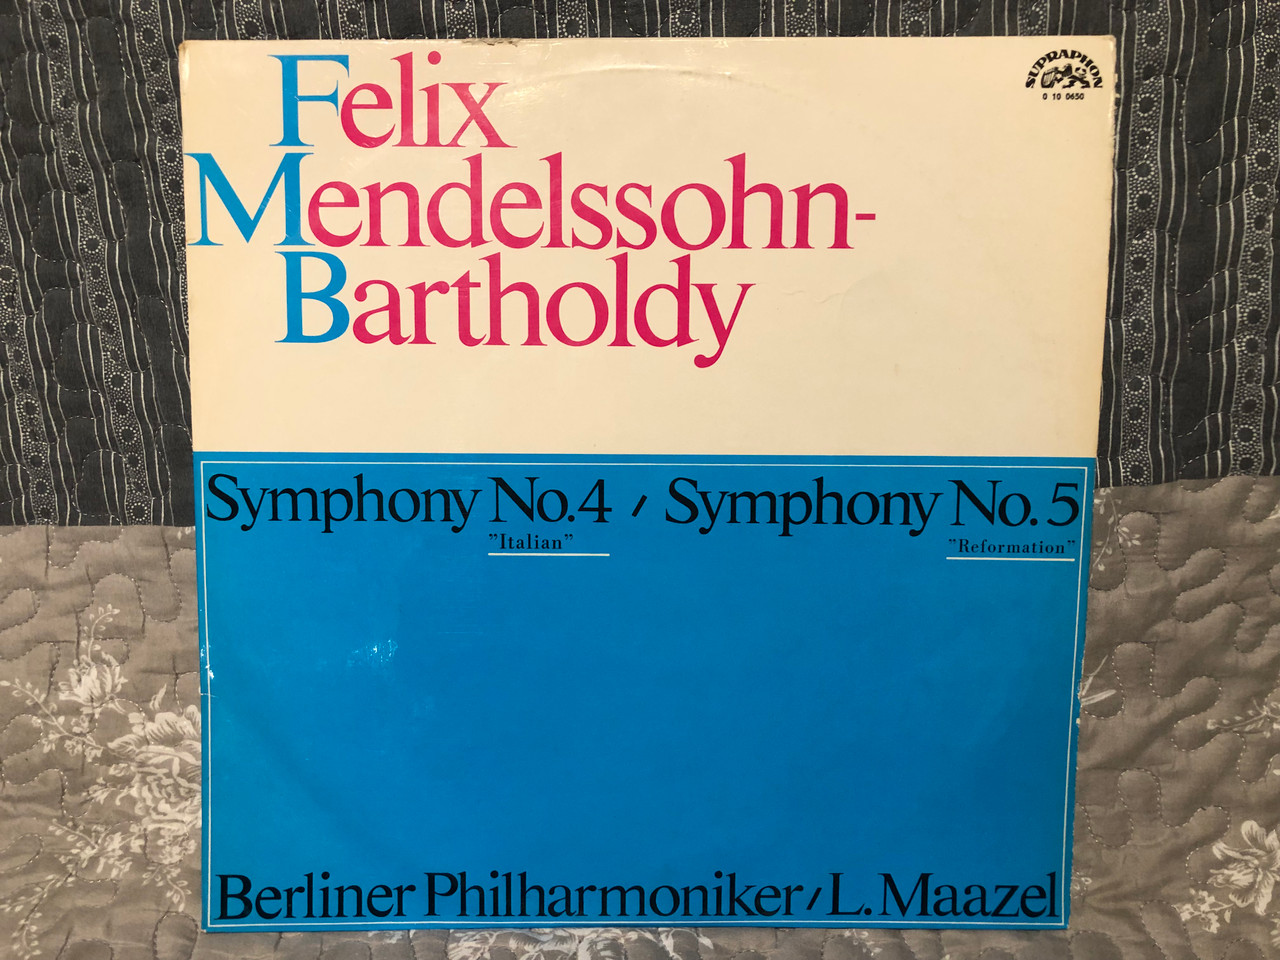 SUPRAPHON
0 10 0650
Felix
Mendelssohn-
Bartholdy
Symphony No.4 / Symphony No.5
"Italian"
"Reformation"
Berliner Philharmoniker/L.Maazel